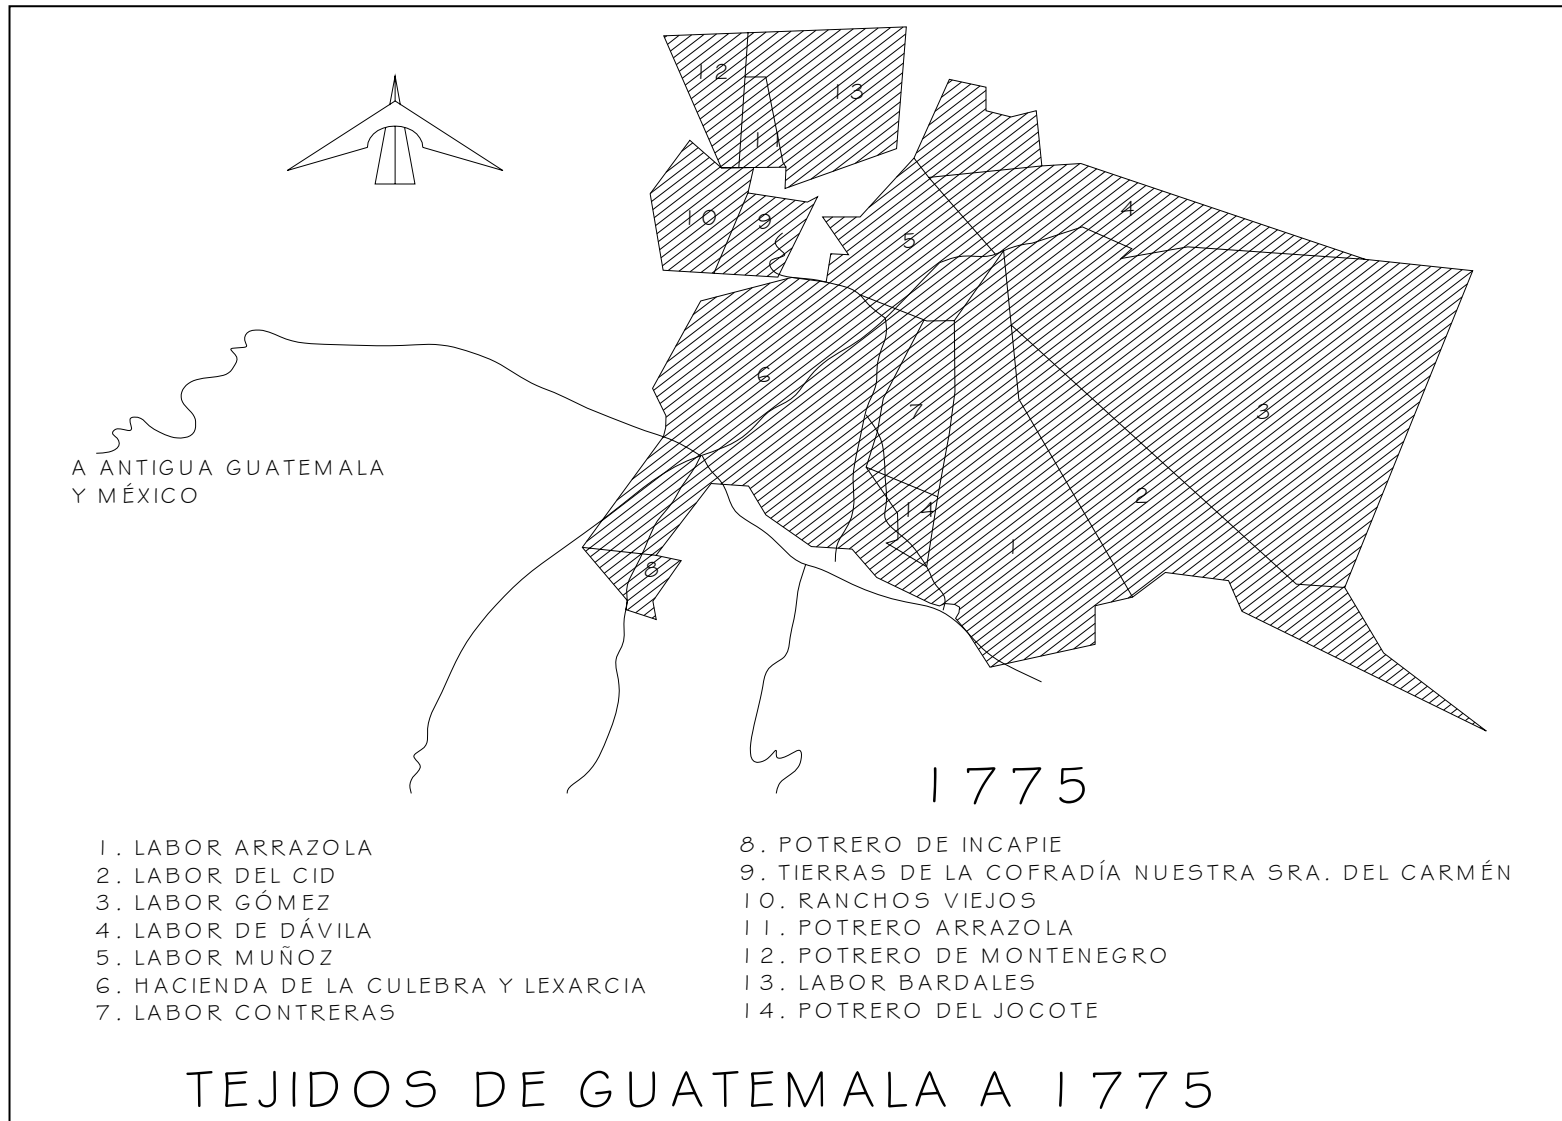 12
13
11
10
9
5
4
6
7
3
A ANTIGUA GUATEMALA
Y MÉXICO
2
14
1
8
1775
1. LABOR ARRAZOLA
2. LABOR DEL CID
3. LABOR GÓMEZ
4. LABOR DE DÁVILA
5. LABOR MUÑOZ
6. HACIENDA DE LA CULEBRA Y LEXARCIA
7. LABOR CONTRERAS
8. POTRERO DE INCAPIE
9. TIERRAS DE LA COFRADÍA NUESTRA SRA. DEL CARMÉN
10. RANCHOS VIEJOS
11. POTRERO ARRAZOLA
12. POTRERO DE MONTENEGRO
13. LABOR BARDALES
14. POTRERO DEL JOCOTE
TEJIDOS DE GUATEMALA A 1775